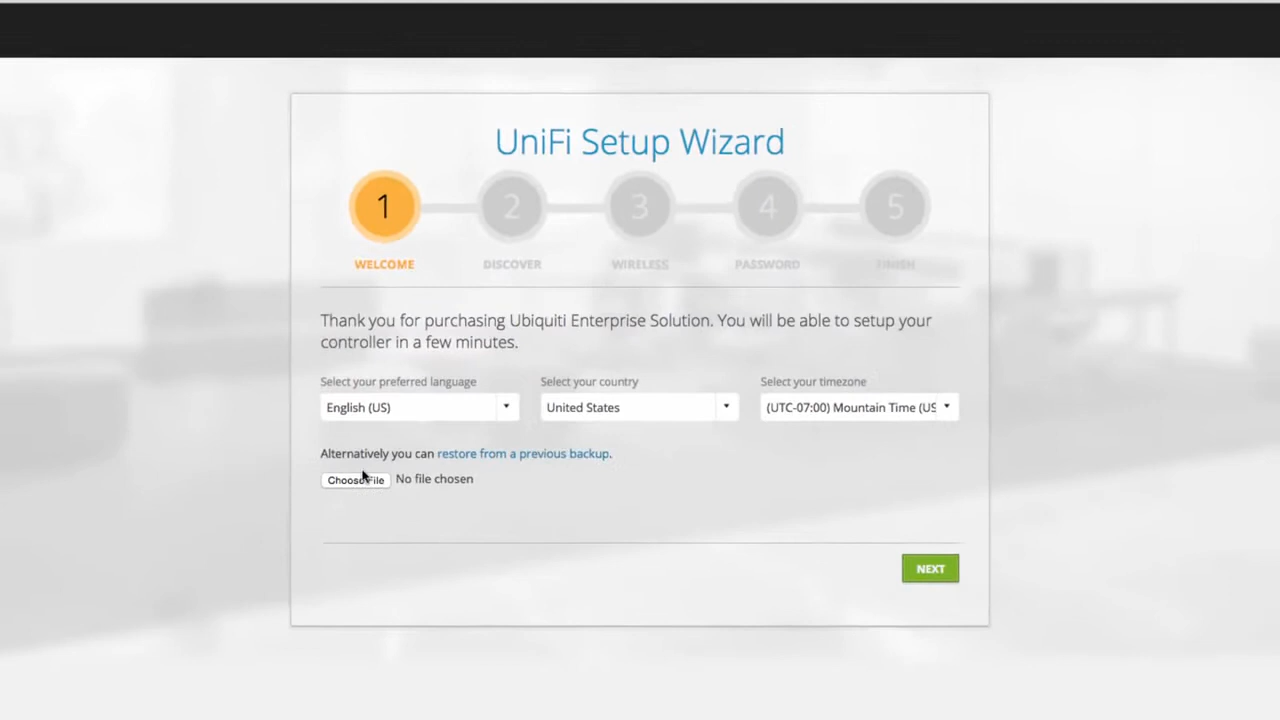 UniFi Setup Wizard
1 2 3 4 5
WELCOME DISCOVER WIRELESS PASSWORD FINISH
Thank you for purchasing Ubiquiti Enterprise Solution. You will be able to setup your
controller in a few minutes.
Select your preferred language Select your country Select your timezone
English (US) United States (UTC-07:00) Mountain Time (US
Alternatively you can restore from a previous backup.
Choose File No file chosen
NEXT